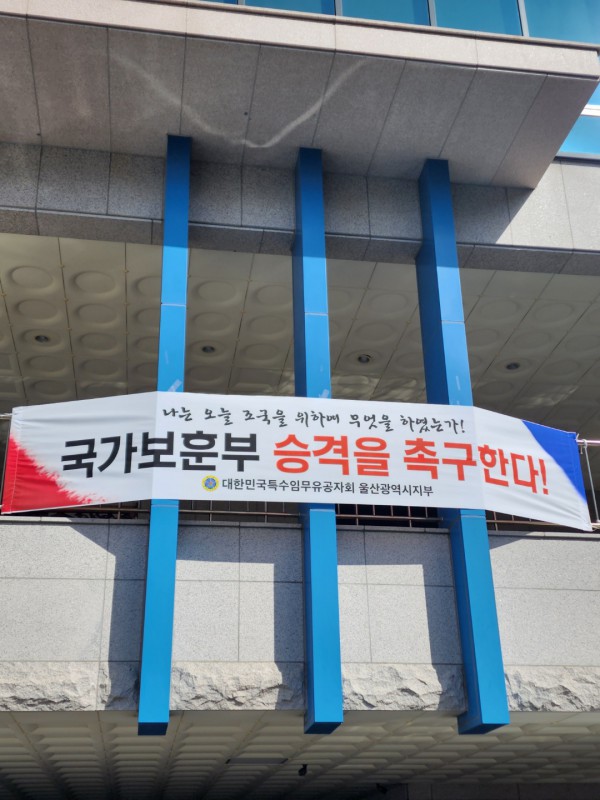 나는 오늘 조국을 위하여 무엇을 하였는가!
국가보훈부 승격을 촉구한다!
대한민국특수임무유공자회 울산광역시지부